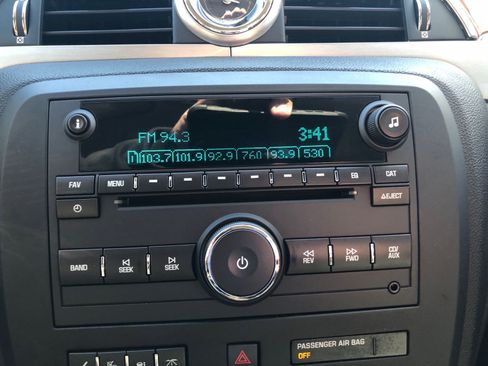 FM 94.3 3:41
1 103.7 101.9 92.9 760 93.9 530
FAV MENU EQ CAT
EJECT
BAND SEEK SEEK REV FWD CD/AUX
PASSENGER AIR BAG
OFF